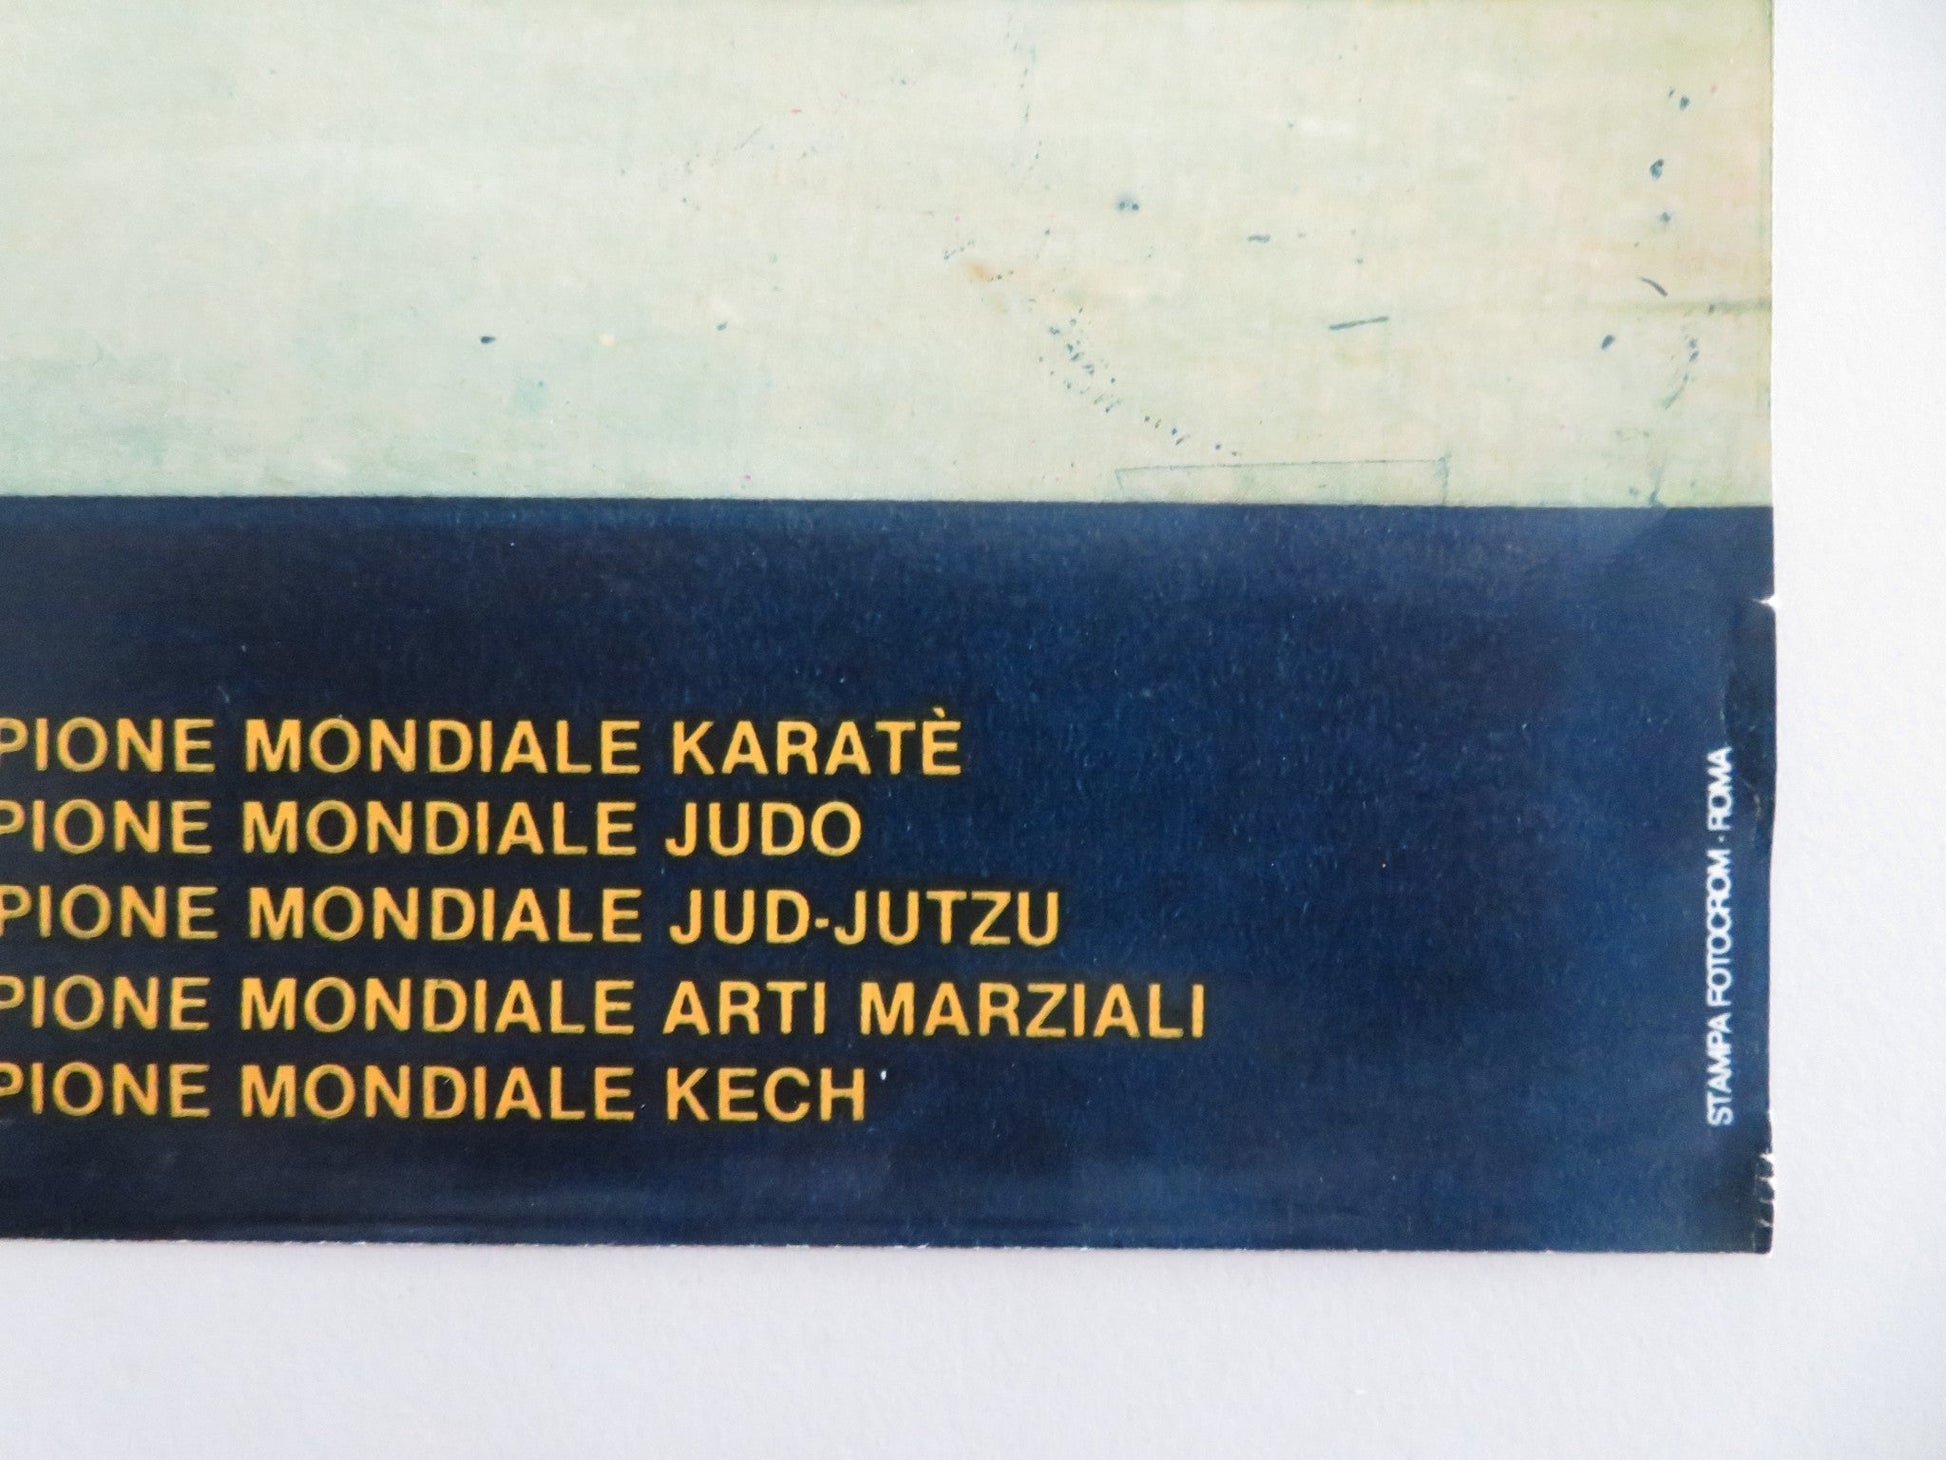 PIONE MONDIALE KARATÈ
PIONE MONDIALE JUDO
PIONE MONDIALE JUD-JUTZU
PIONE MONDIALE ARTI MARZIALI
PIONE MONDIALE KECH
STAMPA FOTOCROM · ROMA